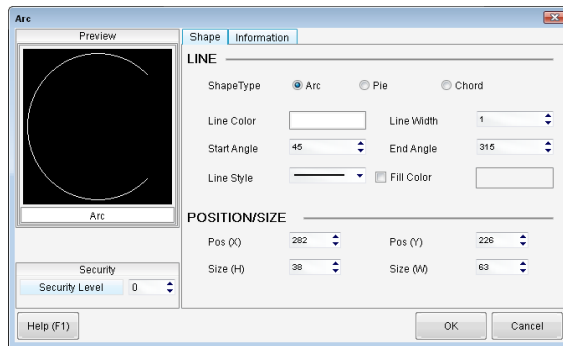 Arc
Preview
Shape Information
LINE
ShapeType Arc Pie Chord
Line Color Line Width 1
Start Angle 45 End Angle 315
Line Style Fill Color
Arc
POSITION/SIZE
Pos (X) 282 Pos (Y) 226
Size (H) 38 Size (W) 63
Security
Security Level 0
Help (F1) OK Cancel